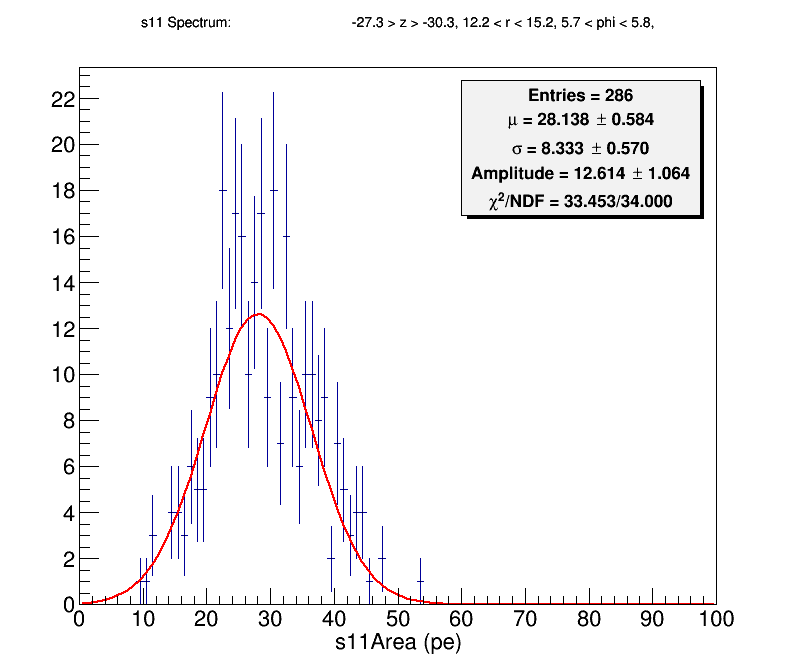 s11 Spectrum: -27.3 > z > -30.3, 12.2 < r < 15.2, 5.7 < phi < 5.8,
Entries = 286
μ = 28.138 ± 0.584
σ = 8.333 ± 0.570
Amplitude = 12.614 ± 1.064
χ²/NDF = 33.453/34.000
22
20
18
16
14
12
10
8
6
4
2
0
0 10 20 30 40 50 60 70 80 90 100
s11Area (pe)